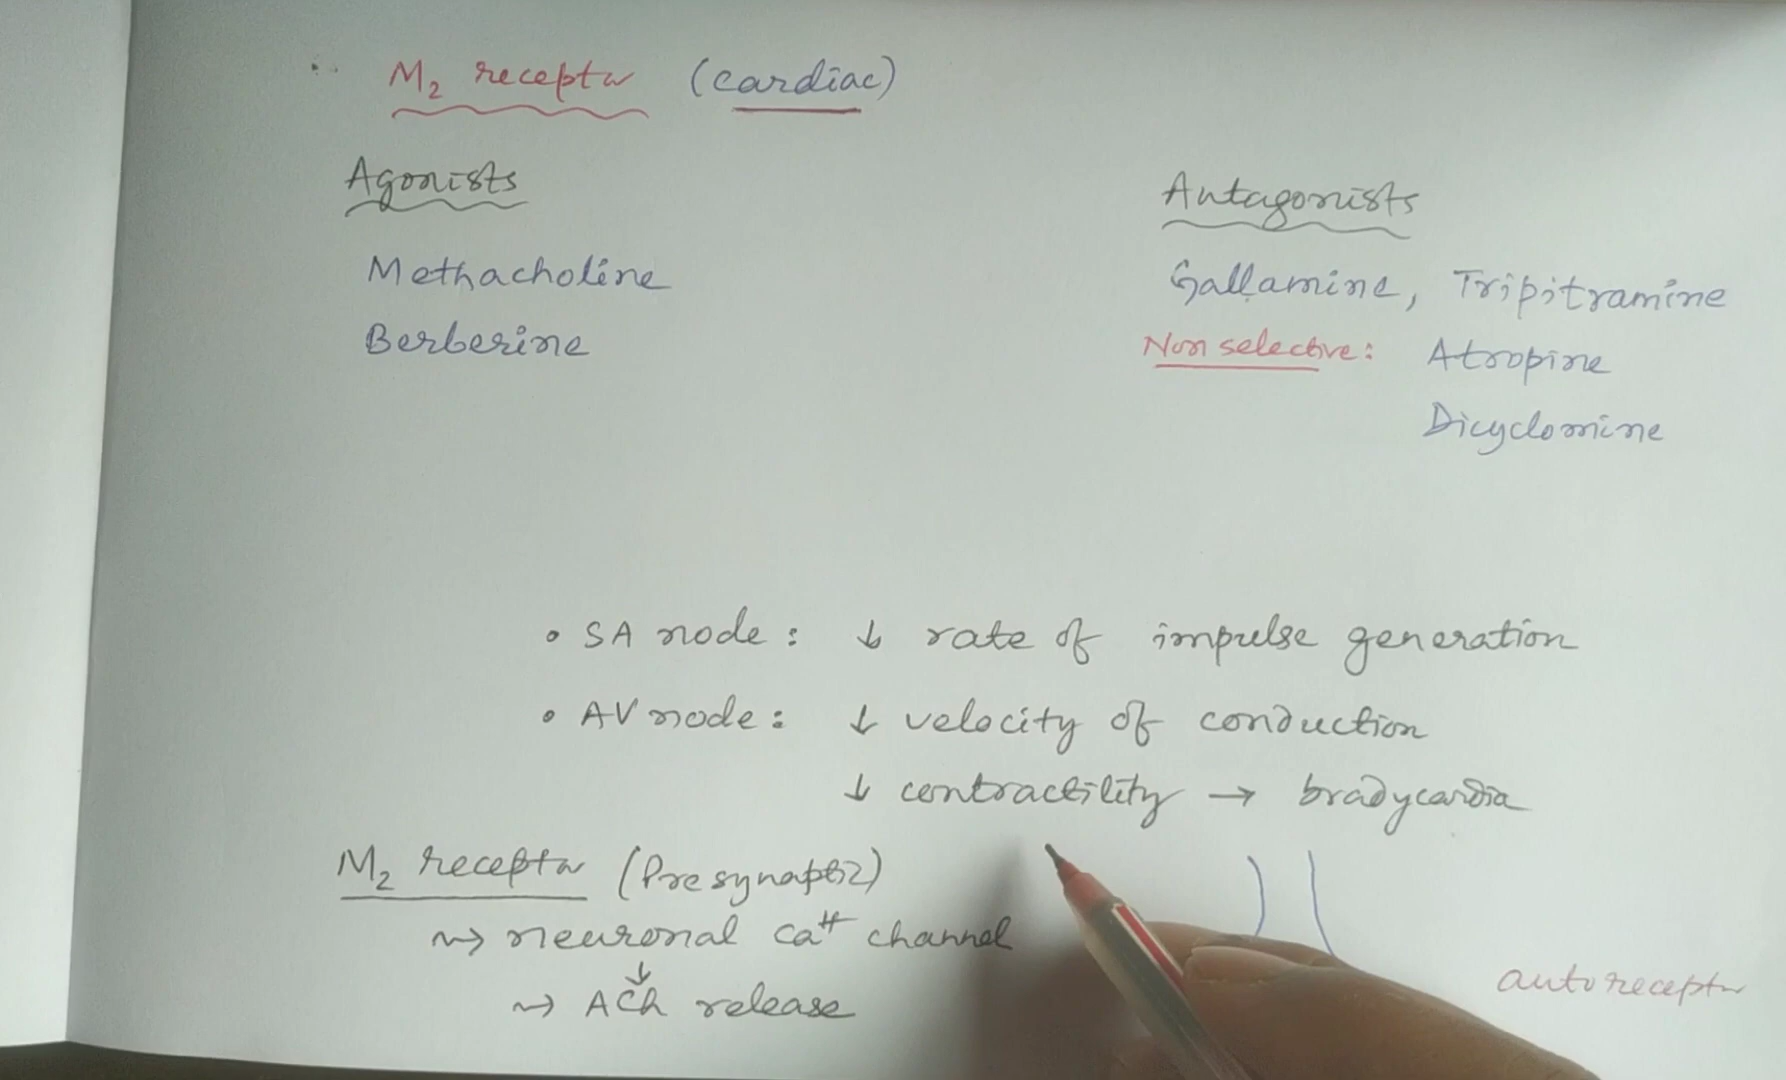 M₂ receptor (cardiac)
Agonists
Methacholine
Berberine
Antagonists
Gallamine, Tripitramine
Non selective: Atropine
Dicyclomine
• SA node: ↓ rate of impulse generation
• AV node: ↓ velocity of conduction
↓ contractility → bradycardia
M₂ receptor (Presynaptic)
⇝ neuronal Ca⁺⁺ channel
↓
⇝ ACh release
autoreceptor